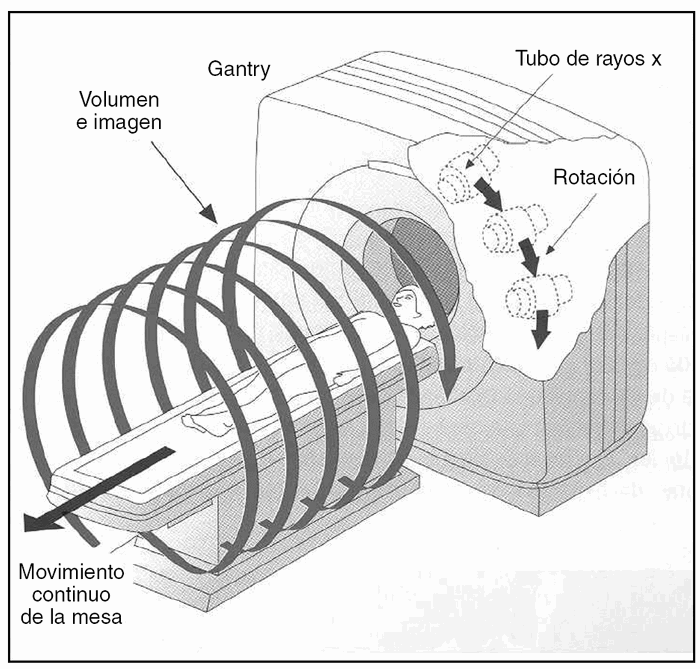 Tubo de rayos x
Gantry
Volumen
e imagen
Rotación
Movimiento
continuo
de la mesa